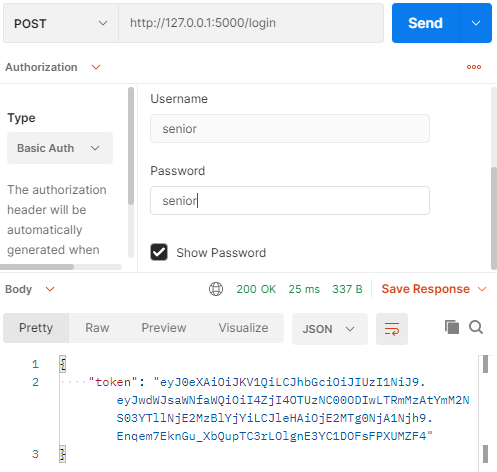 POST
http://127.0.0.1:5000/login
Send
Authorization
Type
Basic Auth
The authorization
header will be
automatically
generated when
Username
senior
Password
senior
Show Password
Body
200 OK
25 ms
337 B
Save Response
Pretty
Raw
Preview
Visualize
JSON
1
{
2
"token": "eyJ0eXAiOiJKV1QiLCJhbGciOiJIUzI1NiJ9.
eyJwdWJsaWNfaWQiOiI4ZjI4OTUzNC00ODIwLTRmMzAtYmM2N
S03YTllNjE2MzBlYjYiLCJleHAiOjE2MTg0NjA1Njh9.
Enqem7EknGu_XbQupTC3rLOlgnE3YC1DOFsFPXUMZF4"
3
}